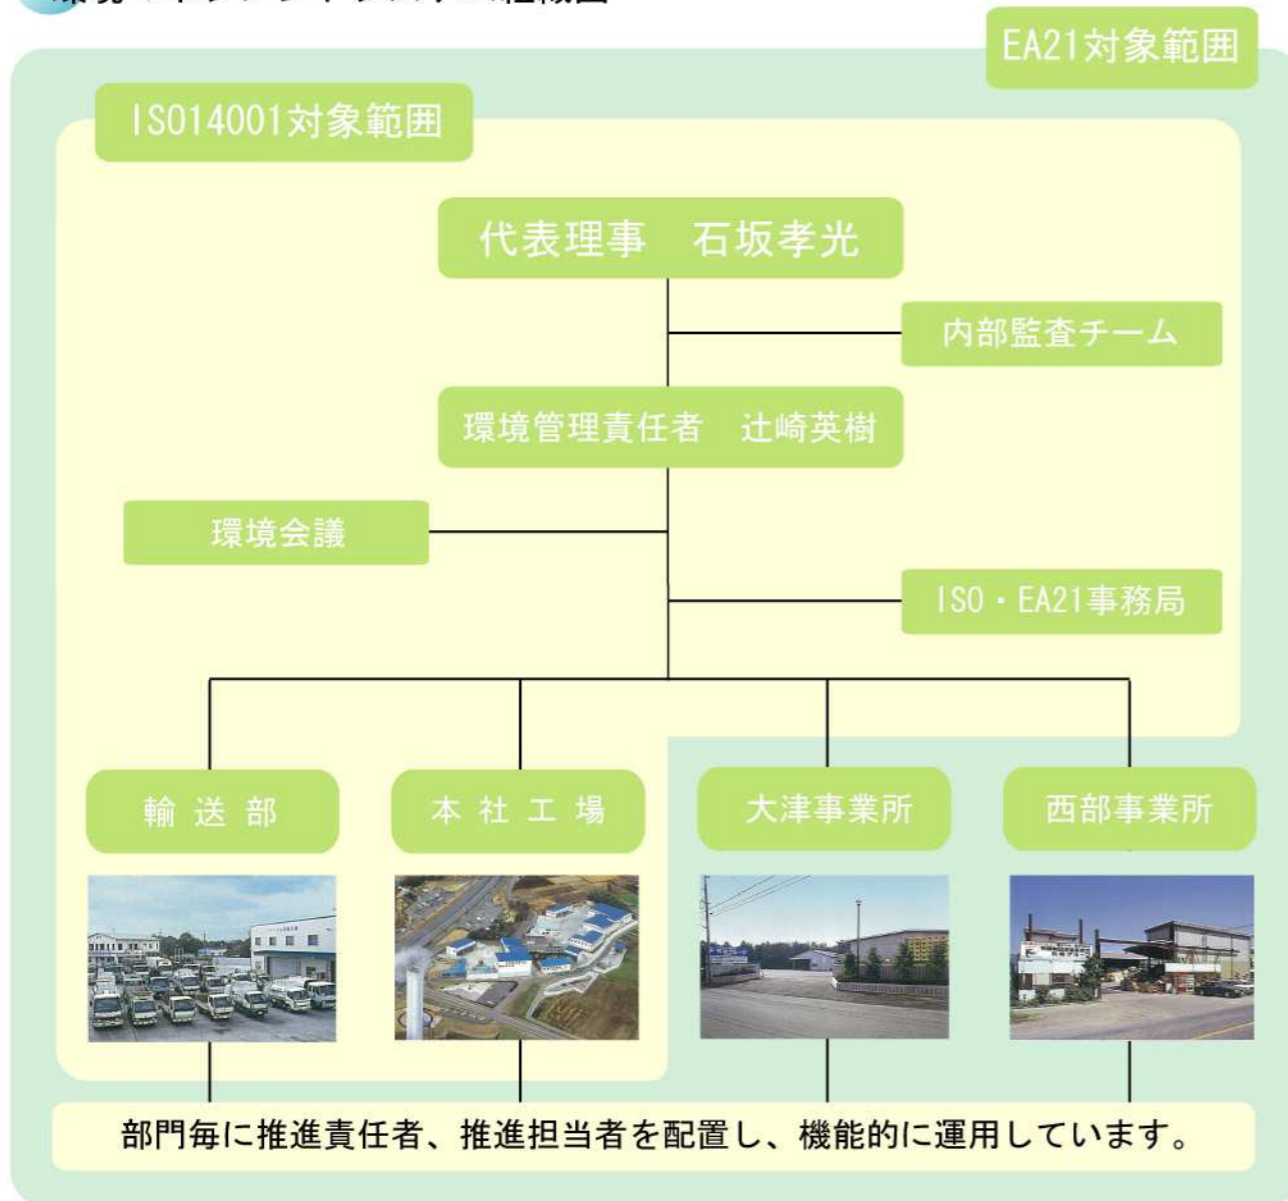 EA21対象範囲
ISO14001対象範囲
代表理事　石坂孝光
内部監査チーム
環境管理責任者　辻崎英樹
環境会議
ISO・EA21事務局
輸送部
本社工場
大津事業所
西部事業所
部門毎に推進責任者、推進担当者を配置し、機能的に運用しています。